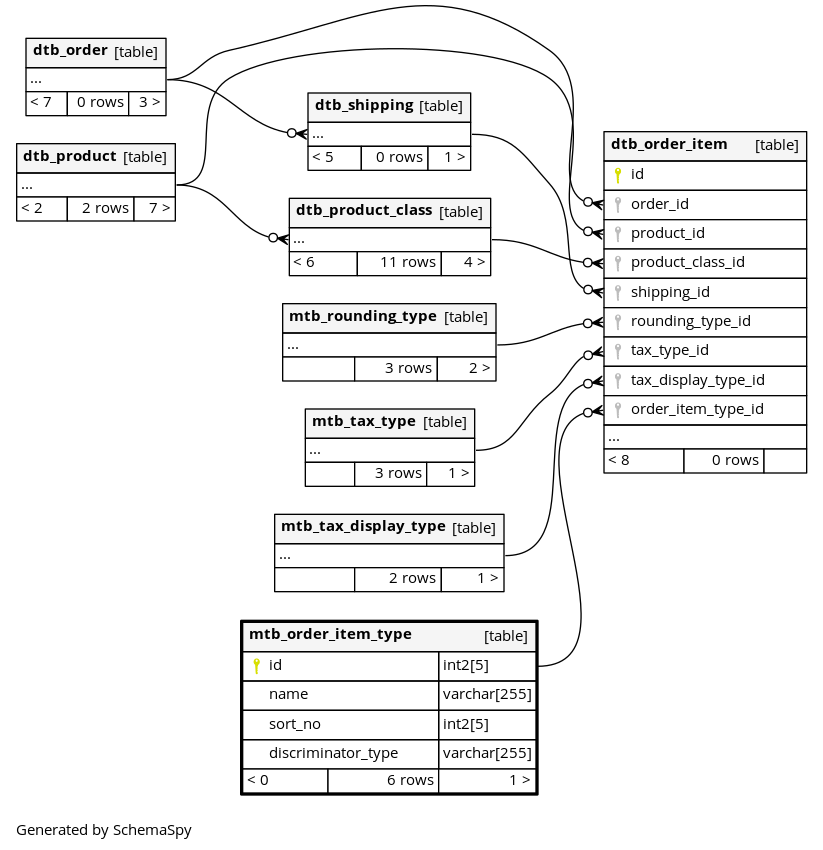 dtb_order [table]
...
< 7 0 rows 3 >
dtb_product [table]
...
< 2 2 rows 7 >
dtb_shipping [table]
...
< 5 0 rows 1 >
dtb_product_class [table]
...
< 6 11 rows 4 >
mtb_rounding_type [table]
...
3 rows 2 >
mtb_tax_type [table]
...
3 rows 1 >
mtb_tax_display_type [table]
...
2 rows 1 >
mtb_order_item_type [table]
id int2[5]
name varchar[255]
sort_no int2[5]
discriminator_type varchar[255]
< 0 6 rows 1 >
dtb_order_item [table]
id
order_id
product_id
product_class_id
shipping_id
rounding_type_id
tax_type_id
tax_display_type_id
order_item_type_id
...
< 8 0 rows
Generated by SchemaSpy